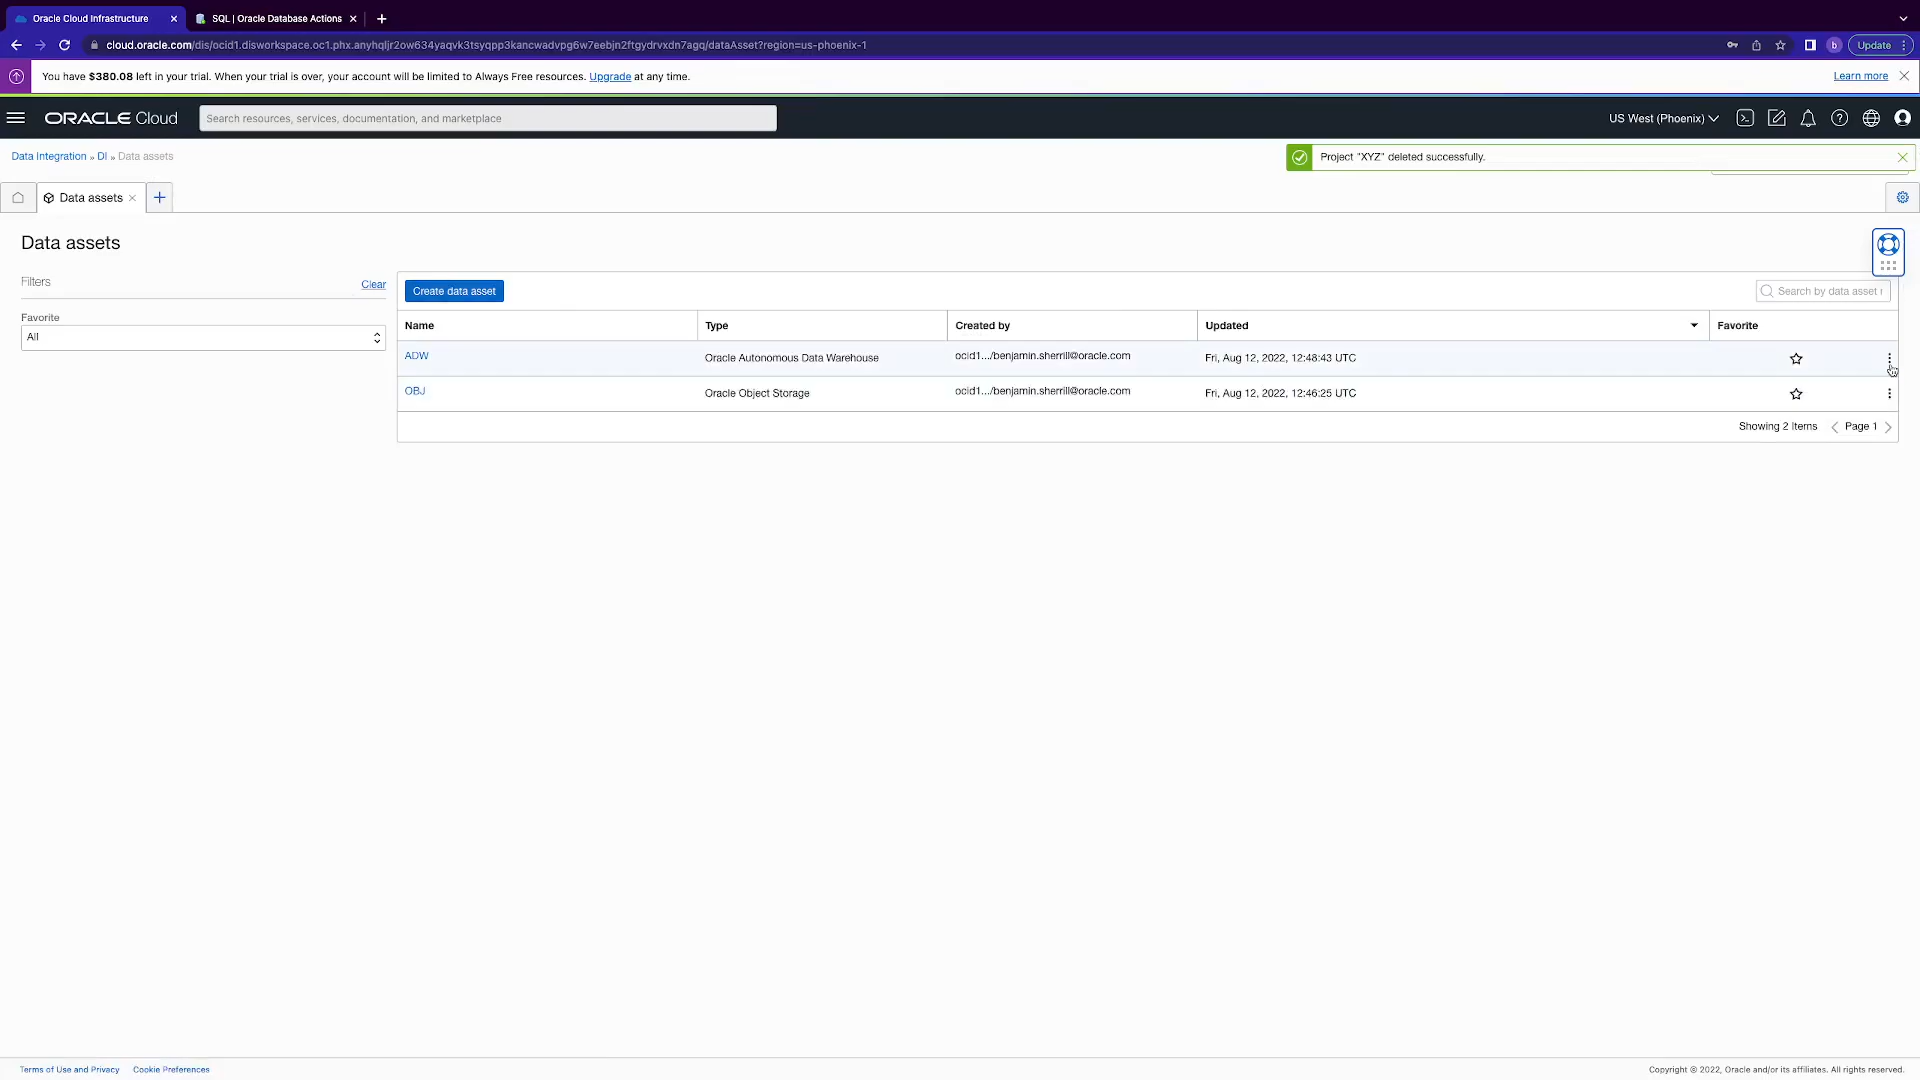 Oracle Cloud Infrastructure
SQL | Oracle Database Actions
cloud.oracle.com/dis/ocid1.disworkspace.oc1.phx.anyhqljr2ow634yaqvk3tsyqpp3kancwadvpg6w7eebjn2ftgydrvxdn7agq/dataAsset?region=us-phoenix-1
b
Update
You have $380.08 left in your trial. When your trial is over, your account will be limited to Always Free resources. Upgrade at any time.
Learn more
ORACLE Cloud
Search resources, services, documentation, and marketplace
US West (Phoenix)
Data Integration » DI » Data assets
Project "XYZ" deleted successfully.
Data assets
Data assets
Filters
Clear
Favorite
All
Create data asset
Search by data asset
Name Type Created by Updated Favorite
ADW Oracle Autonomous Data Warehouse ocid1.../benjamin.sherrill@oracle.com Fri, Aug 12, 2022, 12:48:43 UTC
OBJ Oracle Object Storage ocid1.../benjamin.sherrill@oracle.com Fri, Aug 12, 2022, 12:46:25 UTC
Showing 2 Items Page 1
Terms of Use and Privacy Cookie Preferences
Copyright © 2022, Oracle and/or its affiliates. All rights reserved.